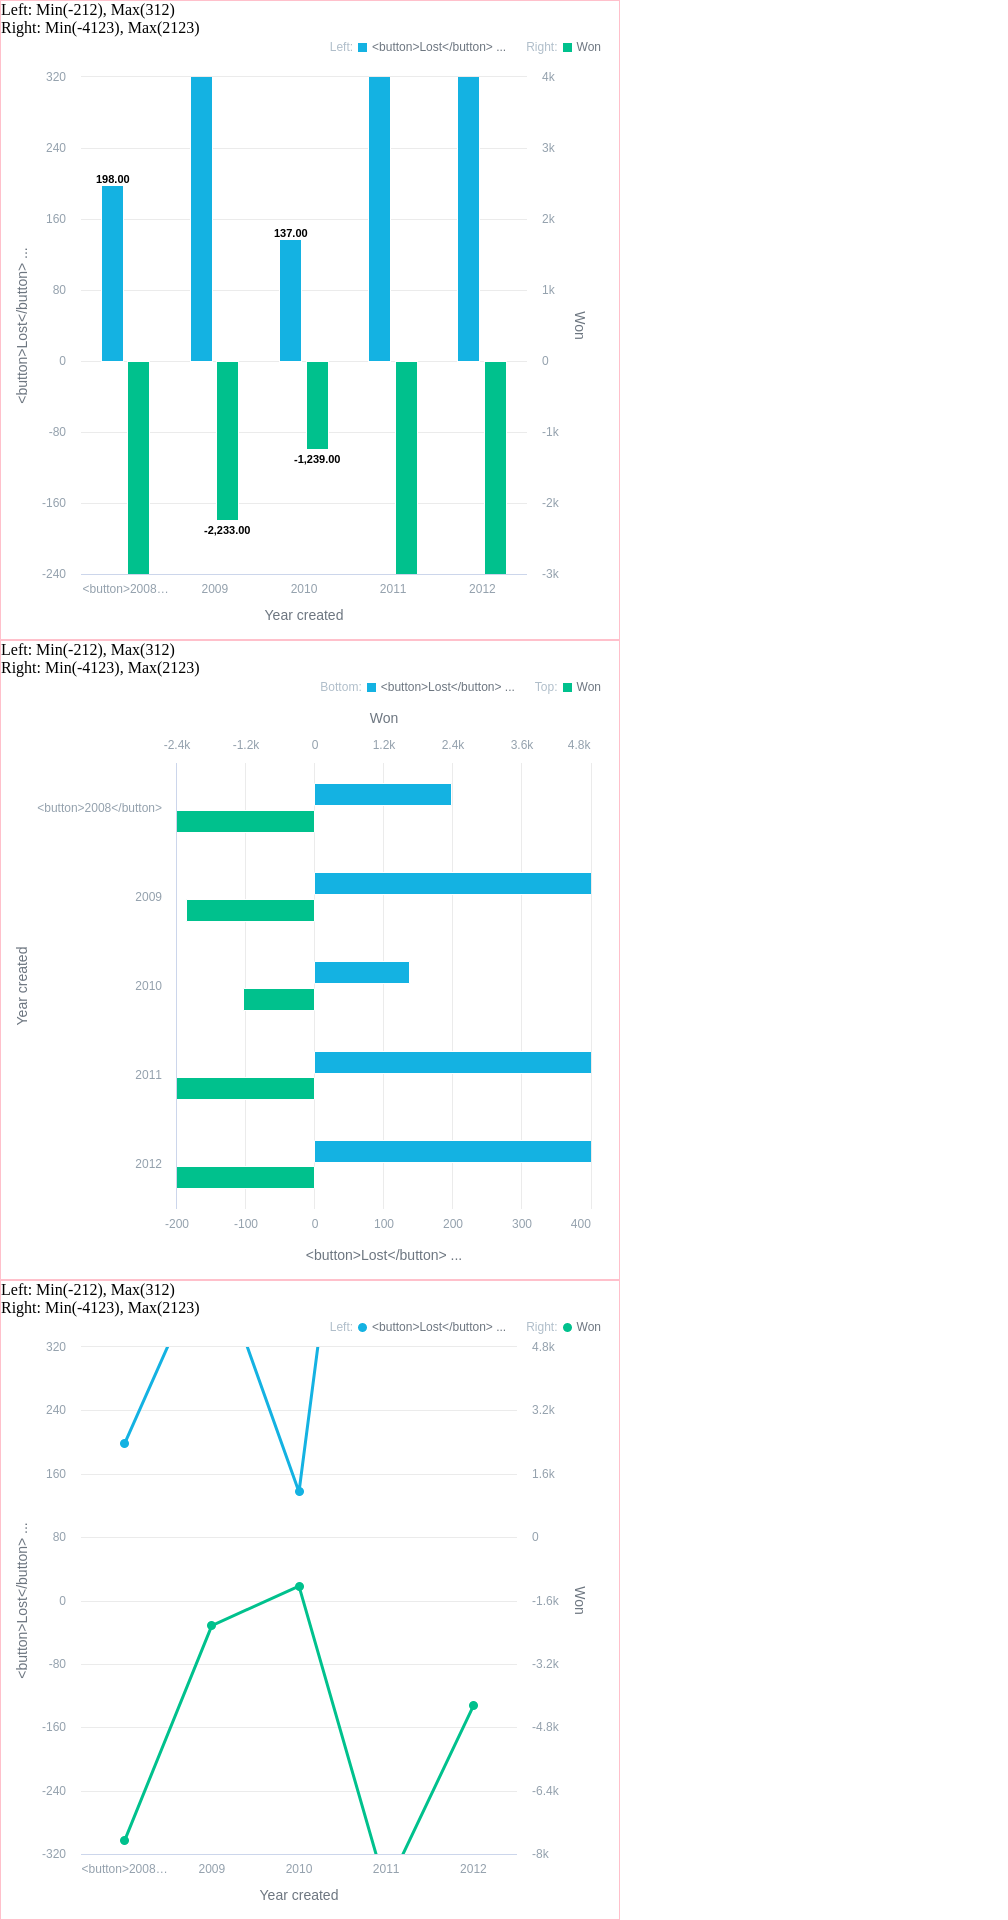 Left: Min(-212), Max(312)
Right: Min(-4123), Max(2123)
Left: <button>Lost</button> ... Right: Won
320 4k
240 3k
198.00
160 2k
137.00
80 1k
<button>Lost</button> ...
Won
0 0
-80 -1k
-1,239.00
-160 -2k
-2,233.00
-240 -3k
<button>2008… 2009 2010 2011 2012
Year created
Left: Min(-212), Max(312)
Right: Min(-4123), Max(2123)
Bottom: <button>Lost</button> ... Top: Won
Won
-2.4k -1.2k 0 1.2k 2.4k 3.6k 4.8k
<button>2008</button>
2009
Year created
2010
2011
2012
-200 -100 0 100 200 300 400
<button>Lost</button> ...
Left: Min(-212), Max(312)
Right: Min(-4123), Max(2123)
Left: <button>Lost</button> ... Right: Won
320 4.8k
240 3.2k
160 1.6k
80 0
<button>Lost</button> ...
Won
0 -1.6k
-80 -3.2k
-160 -4.8k
-240 -6.4k
-320 -8k
<button>2008… 2009 2010 2011 2012
Year created